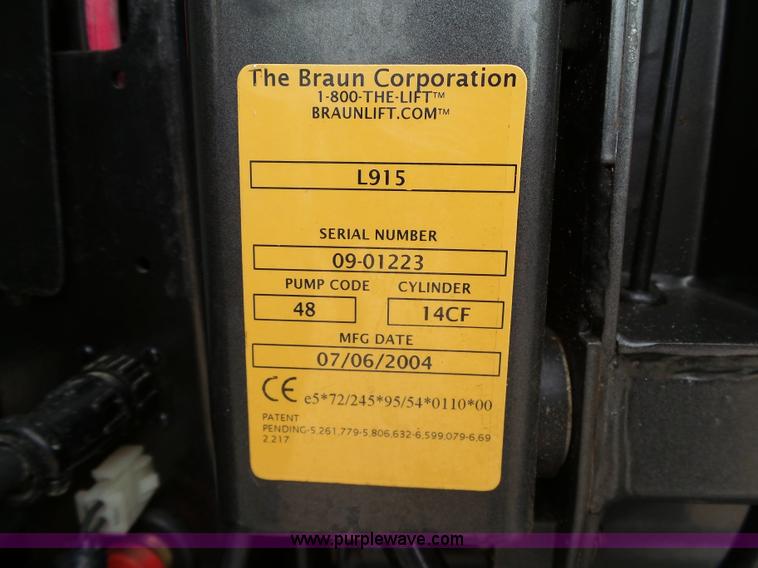 The Braun Corporation
1-800-THE-LIFT™
BRAUNLIFT.COM™
L915
SERIAL NUMBER
09-01223
PUMP CODE CYLINDER
48 14CF
MFG DATE
07/06/2004
CE e5*72/245*95/54*0110*00
PATENT
PENDING-5,261,779-5,806,632-6,599,079-6,69
2,217
www.purplewave.com